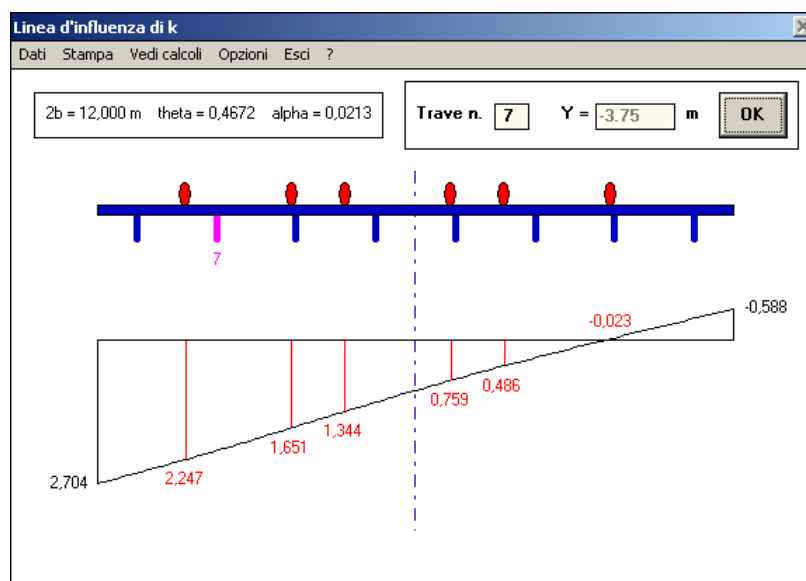 Linea d'influenza di k
Dati Stampa Vedi calcoli Opzioni Esci ?
2b = 12,000 m theta = 0,4672 alpha = 0,0213
Trave n. 7 Y = -3.75 m OK
7
-0,588
-0,023
0,486
0,759
1,344
1,651
2,247
2,704